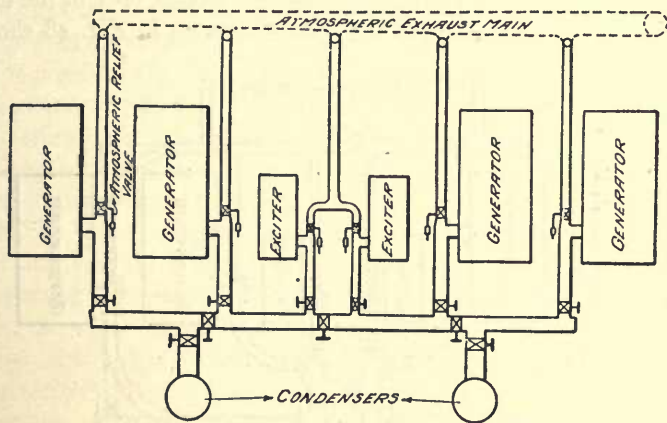 ATMOSPHERIC EXHAUST MAIN
GENERATOR
ATMOSPHERIC RELIEF
VALVE
GENERATOR
EXCITER
EXCITER
GENERATOR
GENERATOR
CONDENSERS